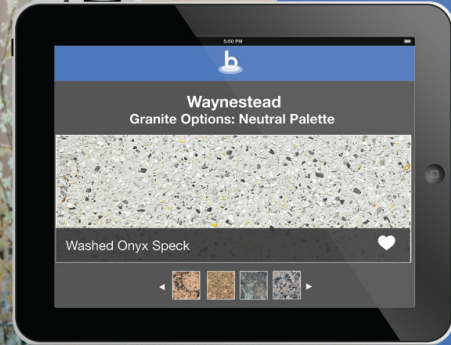 5:50 PM
b
Waynestead
Granite Options: Neutral Palette
Washed Onyx Speck